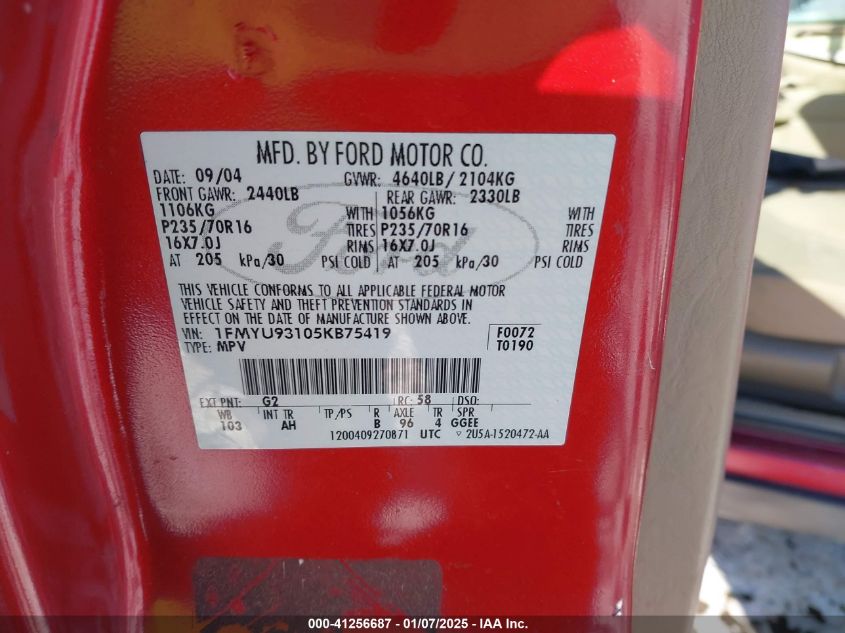 MFD. BY FORD MOTOR CO.
DATE: 09/04 GVWR: 4640LB / 2104KG
FRONT GAWR: 2440LB REAR GAWR: 2330LB
1106KG WITH 1056KG WITH
P235/70R16 TIRES P235/70R16 TIRES
16X7.0J RIMS 16X7.0J RIMS
AT 205 kPa/30 PSI COLD AT 205 kPa/30 PSI COLD
Ford
THIS VEHICLE CONFORMS TO ALL APPLICABLE FEDERAL MOTOR
VEHICLE SAFETY AND THEFT PREVENTION STANDARDS IN
EFFECT ON THE DATE OF MANUFACTURE SHOWN ABOVE.
VIN: 1FMYU93105KB75419 F0072
TYPE: MPV T0190
EXT PNT: G2 RC: 58 DSO:
WB INT TR TP/PS R AXLE TR SPR
103 AH B 96 4 GGEE
1200409270871 UTC ▽ 2U5A-1520472-AA
000-41256687 - 01/07/2025 - IAA Inc.